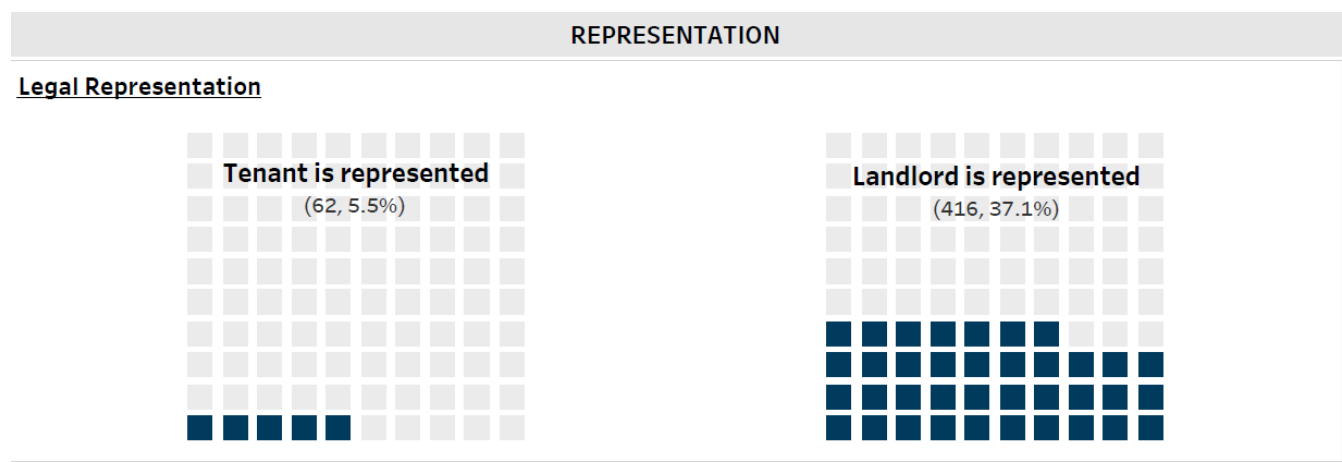 REPRESENTATION
Legal Representation
Tenant is represented
(62, 5.5%)
Landlord is represented
(416, 37.1%)